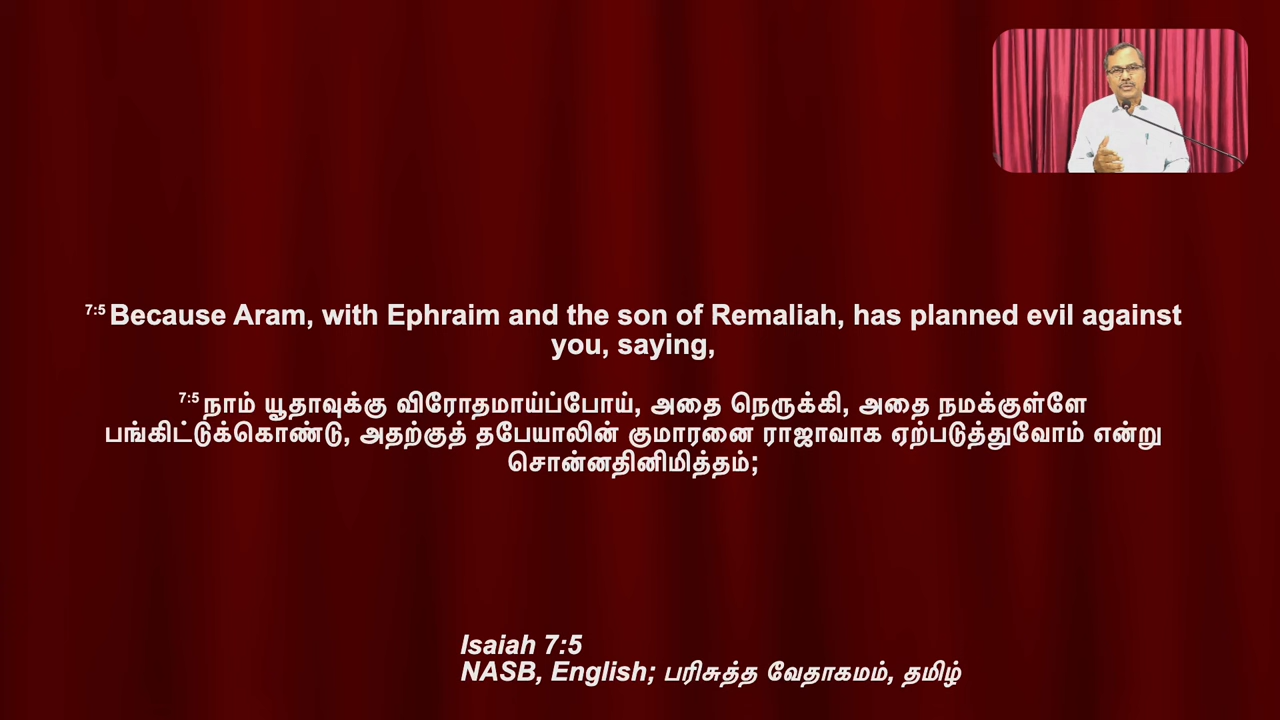 7:5 Because Aram, with Ephraim and the son of Remaliah, has planned evil against
you, saying,
7:5 நாம் யூதாவுக்கு விரோதமாய்ப்போய், அதை நெருக்கி, அதை நமக்குள்ளே
பங்கிட்டுக்கொண்டு, அதற்குத் தபேயாலின் குமாரனை ராஜாவாக ஏற்படுத்துவோம் என்று
சொன்னதினிமித்தம்;
Isaiah 7:5
NASB, English; பரிசுத்த வேதாகமம், தமிழ்